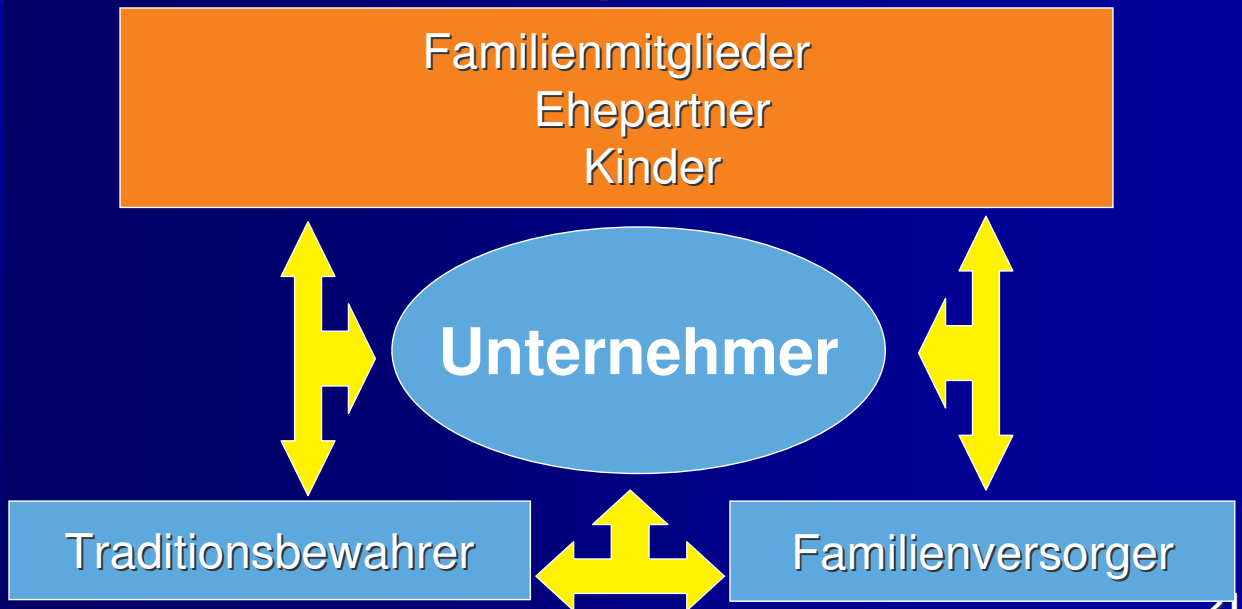 Familienmitglieder
Ehepartner
Kinder
Unternehmer
Traditionsbewahrer
Familienversorger